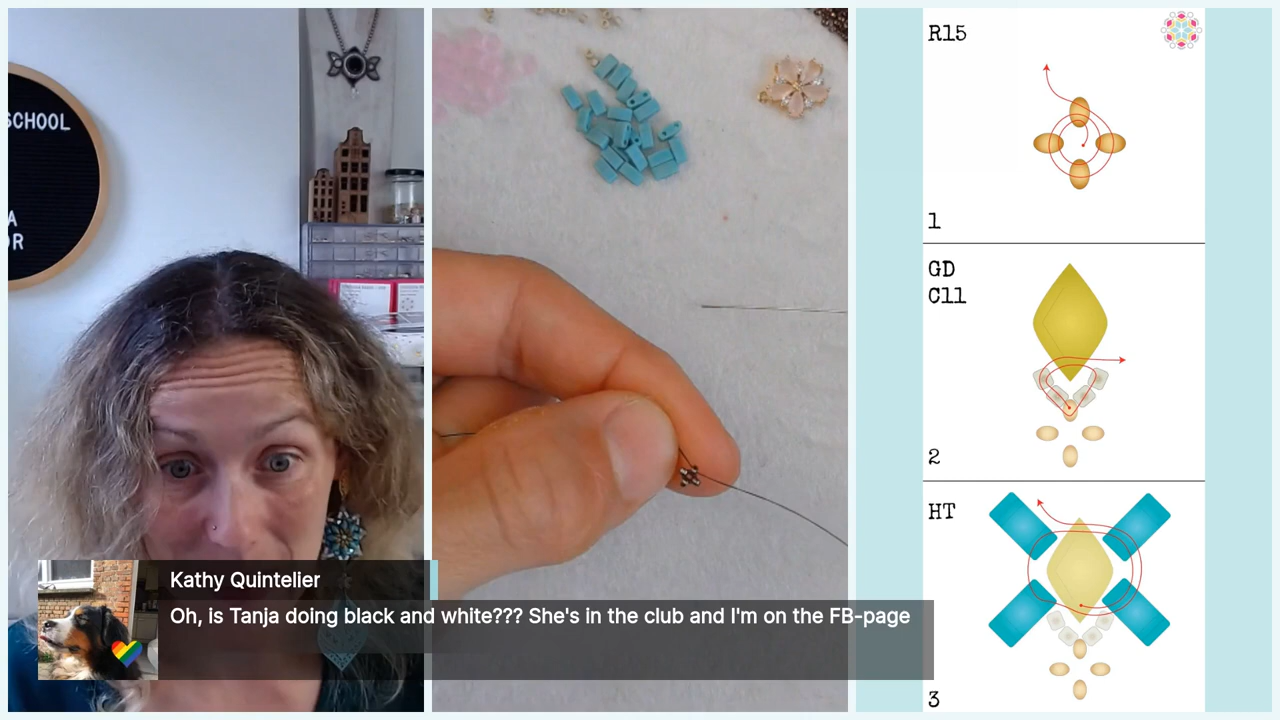 SCHOOL
A
OR
Kathy Quintelier
Oh, is Tanja doing black and white??? She's in the club and I'm on the FB-page
R15
1
GD
C11
2
HT
3